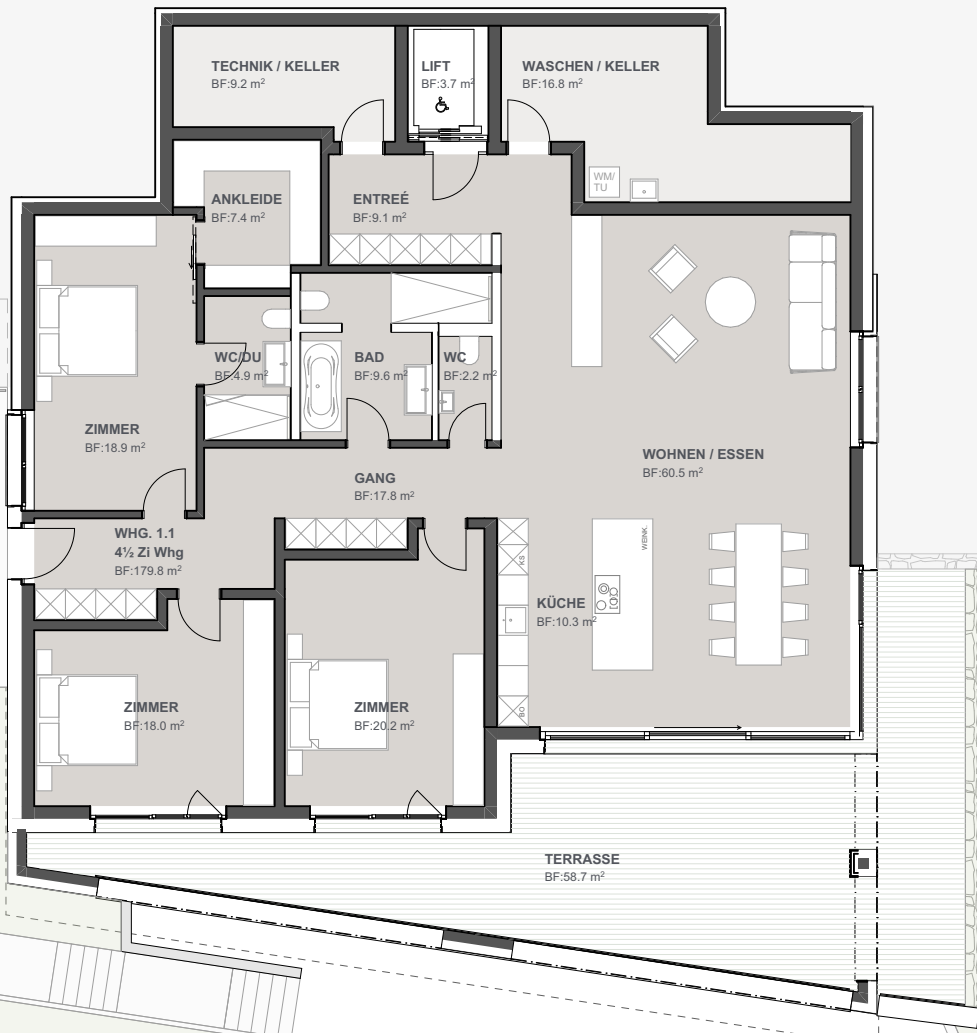 TECHNIK / KELLER
BF:9.2 m²
LIFT
BF:3.7 m²
WASCHEN / KELLER
BF:16.8 m²
WM/
TU
ANKLEIDE
BF:7.4 m²
ENTREÉ
BF:9.1 m²
WC/DU
BF:4.9 m²
BAD
BF:9.6 m²
WC
BF:2.2 m²
ZIMMER
BF:18.9 m²
WOHNEN / ESSEN
BF:60.5 m²
GANG
BF:17.8 m²
WHG. 1.1
4½ Zi Whg
BF:179.8 m²
WEINK.
KS
KÜCHE
BF:10.3 m²
BO
ZIMMER
BF:18.0 m²
ZIMMER
BF:20.2 m²
TERRASSE
BF:58.7 m²